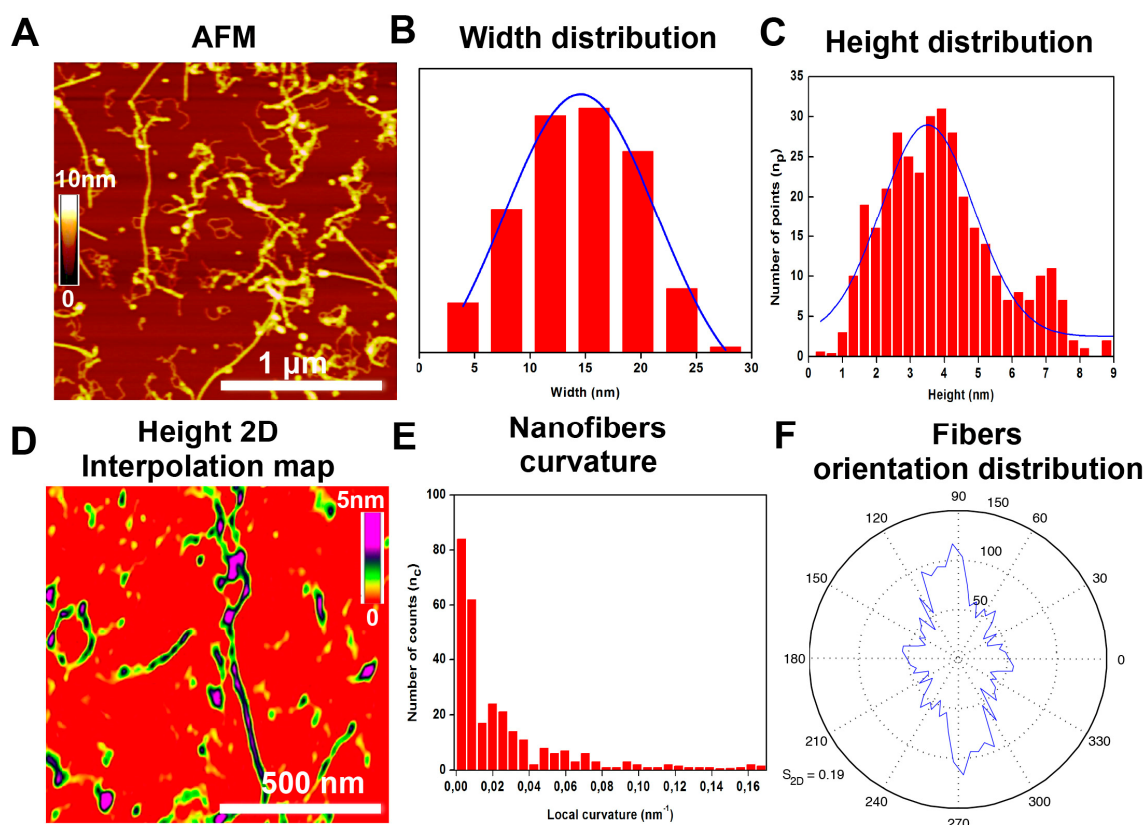 A
AFM
10nm
0
1 µm
B
Width distribution
0
5
10
15
20
25
30
Width (nm)
C
Height distribution
Number of points (np)
35
30
25
20
15
10
5
0
0
1
2
3
4
5
6
7
8
9
Height (nm)
D
Height 2D
Interpolation map
5nm
0
500 nm
E
Nanofibers
curvature
Number of counts (nc)
100
80
60
40
20
0
0,00
0,02
0,04
0,06
0,08
0,10
0,12
0,14
0,16
Local curvature (nm⁻¹)
F
Fibers
orientation distribution
90
150
120
60
100
150
30
50
180
0
210
330
S2D = 0.19
240
300
270